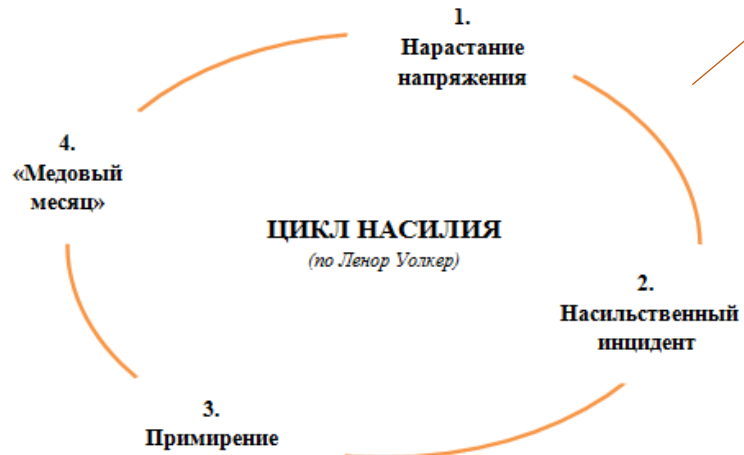 1.
Нарастание
напряжения
4.
«Медовый
месяц»
ЦИКЛ НАСИЛИЯ
(по Ленор Уолкер)
2.
Насильственный
инцидент
3.
Примирение